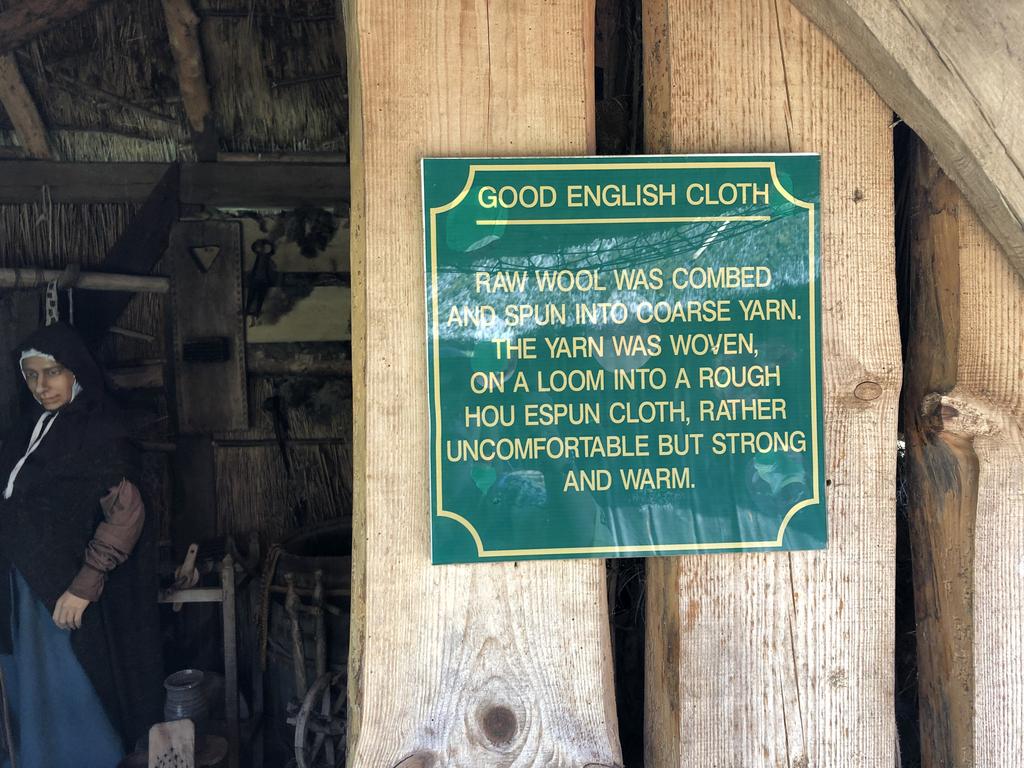 GOOD ENGLISH CLOTH
RAW WOOL WAS COMBED
AND SPUN INTO COARSE YARN.
THE YARN WAS WOVEN,
ON A LOOM INTO A ROUGH
HOU ESPUN CLOTH, RATHER
UNCOMFORTABLE BUT STRONG
AND WARM.